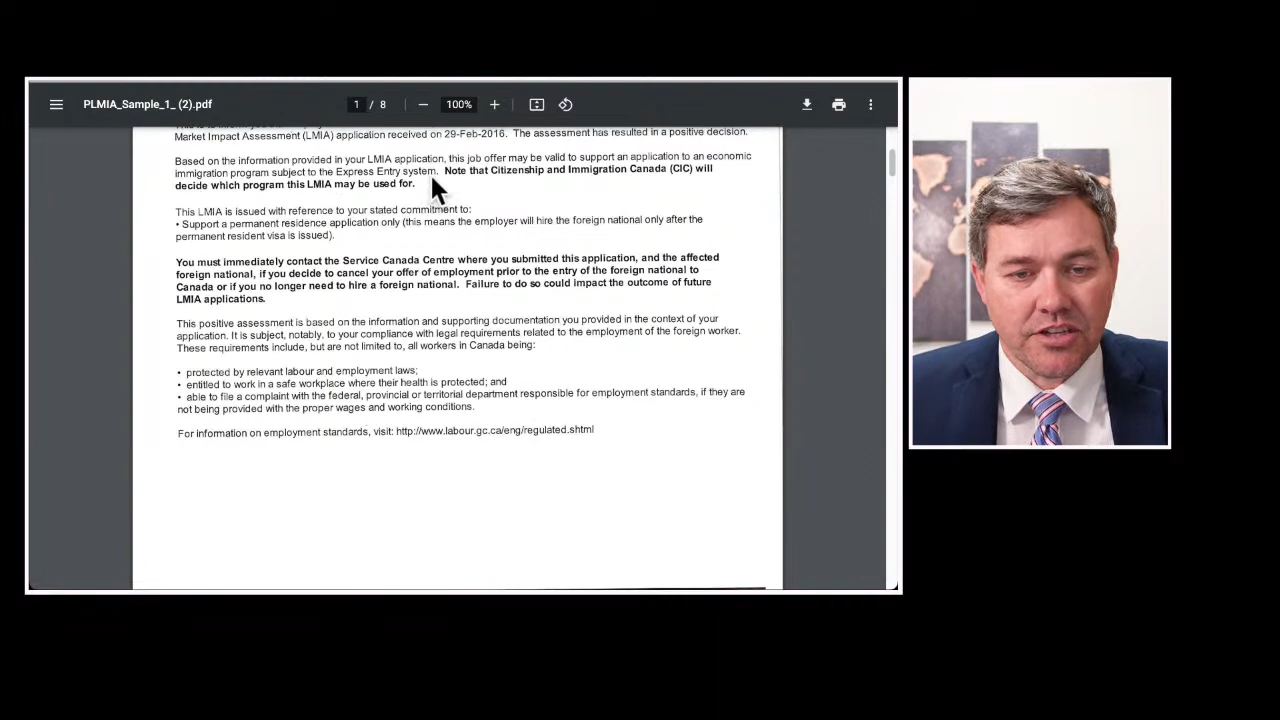 PLMIA_Sample_1_ (2).pdf
1 / 8
100%
Market Impact Assessment (LMIA) application received on 29-Feb-2016. The assessment has resulted in a positive decision.
Based on the information provided in your LMIA application, this job offer may be valid to support an application to an economic
immigration program subject to the Express Entry system. Note that Citizenship and Immigration Canada (CIC) will
decide which program this LMIA may be used for.
This LMIA is issued with reference to your stated commitment to:
• Support a permanent residence application only (this means the employer will hire the foreign national only after the
permanent resident visa is issued).
You must immediately contact the Service Canada Centre where you submitted this application, and the affected
foreign national, if you decide to cancel your offer of employment prior to the entry of the foreign national to
Canada or if you no longer need to hire a foreign national. Failure to do so could impact the outcome of future
LMIA applications.
This positive assessment is based on the information and supporting documentation you provided in the context of your
application. It is subject, notably, to your compliance with legal requirements related to the employment of the foreign worker.
These requirements include, but are not limited to, all workers in Canada being:
• protected by relevant labour and employment laws;
• entitled to work in a safe workplace where their health is protected; and
• able to file a complaint with the federal, provincial or territorial department responsible for employment standards, if they are
not being provided with the proper wages and working conditions.
For information on employment standards, visit: http://www.labour.gc.ca/eng/regulated.shtml